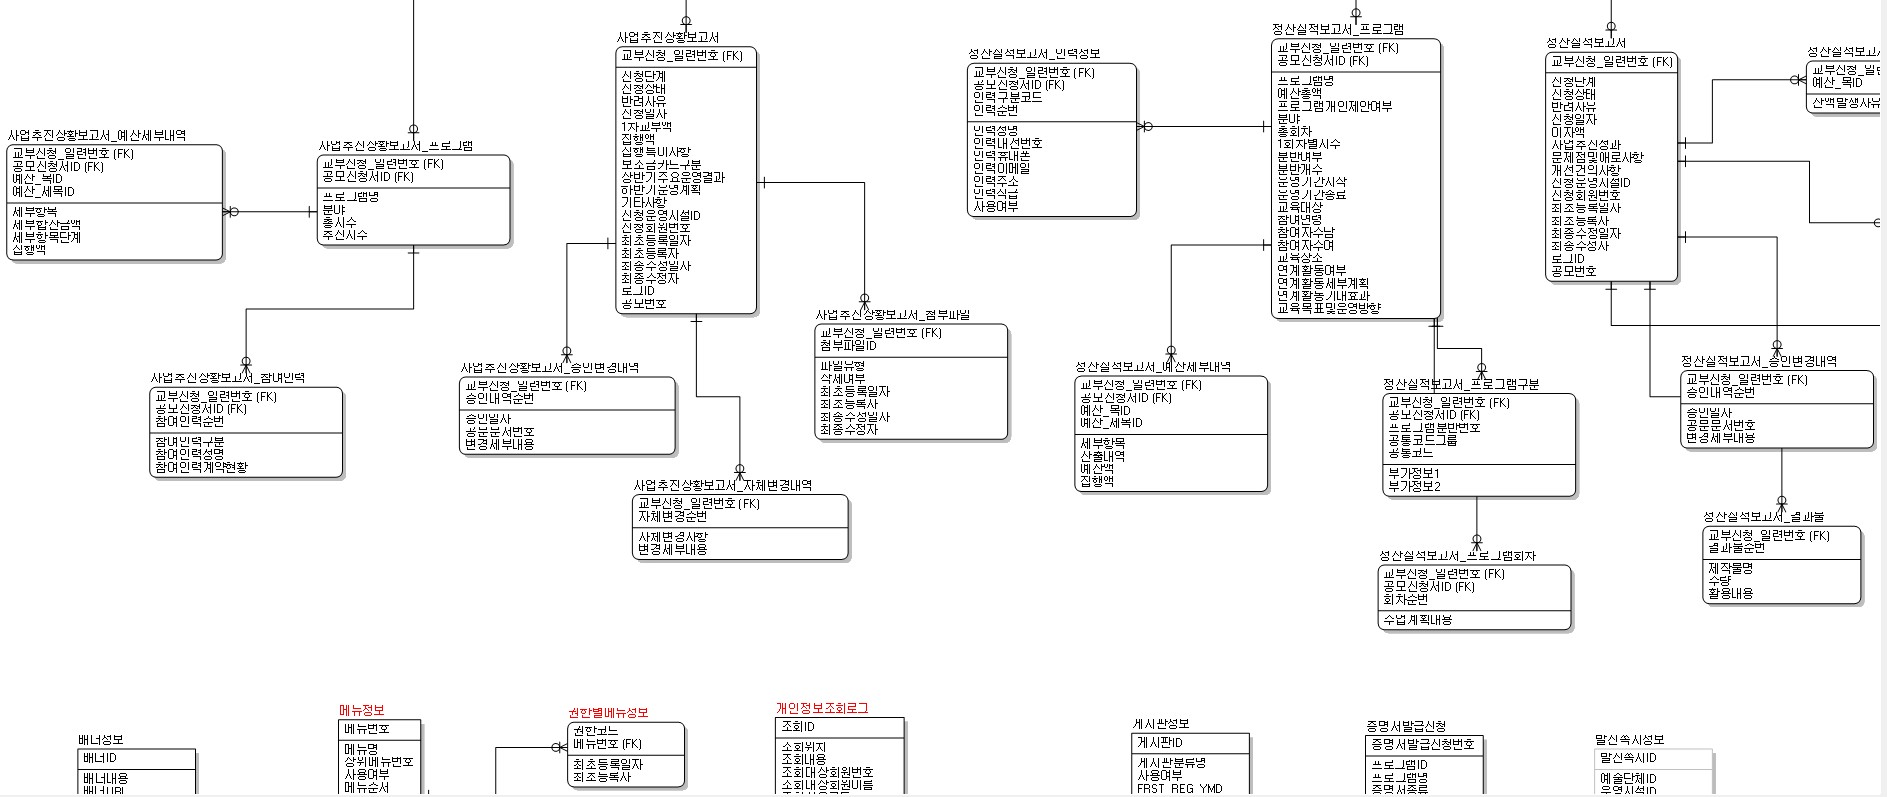 사업추진상황보고서_예산세부내역
교부신청_일련번호 (FK)
공모신청서ID (FK)
예산_목ID
예산_세목ID
세부항목
세부합산금액
세부항목단계
집행액
사업추진상황보고서_프로그램
교부신청_일련번호 (FK)
공모신청서ID (FK)
프로그램명
분야
총시수
추진시수
사업추진상황보고서_참여인력
교부신청_일련번호 (FK)
공모신청서ID (FK)
참여인력순번
참여인력구분
참여인력성명
참여인력계약현황
사업추진상황보고서
교부신청_일련번호 (FK)
신청단계
신청상태
반려사유
신청일자
1차교부액
집행액
집행특이사항
보조금카드구분
상반기주요운영결과
하반기운영계획
기타사항
신청운영시설ID
신청회원번호
최초등록일자
최초등록자
최종수정일자
최종수정자
로그ID
공모번호
사업추진상황보고서_승인변경내역
교부신청_일련번호 (FK)
승인내역순번
승인일자
공문문서번호
변경세부내용
사업추진상황보고서_자체변경내역
교부신청_일련번호 (FK)
자체변경순번
자체변경사항
변경세부내용
사업추진상황보고서_첨부파일
교부신청_일련번호 (FK)
첨부파일ID
파일유형
삭제여부
최초등록일자
최초등록자
최종수정일자
최종수정자
정산실적보고서_인력정보
교부신청_일련번호 (FK)
공모신청서ID (FK)
인력구분코드
인력순번
인력성명
인력내선번호
인력휴대폰
인력이메일
인력주소
인력직급
사용여부
정산실적보고서_프로그램
교부신청_일련번호 (FK)
공모신청서ID (FK)
프로그램명
예산총액
프로그램개인제안여부
분야
총회차
1회차별시수
분반여부
분반개수
운영기간시작
운영기간종료
교육대상
참여연령
참여자수남
참여자수여
교육장소
연계활동여부
연계활동세부계획
연계활동기대효과
교육목표및운영방향
정산실적보고서_예산세부내역
교부신청_일련번호 (FK)
공모신청서ID (FK)
예산_목ID
예산_세목ID
세부항목
산출내역
예산액
집행액
정산실적보고서_프로그램구분
교부신청_일련번호 (FK)
공모신청서ID (FK)
프로그램분반번호
공통코드그룹
공통코드
부가정보1
부가정보2
정산실적보고서_프로그램회차
교부신청_일련번호 (FK)
공모신청서ID (FK)
회차순번
수업계획내용
정산실적보고서
교부신청_일련번호 (FK)
신청단계
신청상태
반려사유
신청일자
이자액
사업추진성과
문제점및애로사항
개선건의사항
신청운영시설ID
신청회원번호
최초등록일자
최초등록자
최종수정일자
최종수정자
로그ID
공모번호
정산실적보고서
교부신청_일련
예산_목ID
산액발생사유
정산실적보고서_승인변경내역
교부신청_일련번호 (FK)
승인내역순번
승인일자
공문문서번호
변경세부내용
정산실적보고서_결과물
교부신청_일련번호 (FK)
결과물순번
제작물명
수량
활용내용
배너정보
배너ID
배너내용
배너URL
메뉴정보
메뉴번호
메뉴명
상위메뉴번호
사용여부
메뉴순서
권한별메뉴정보
권한코드
메뉴번호 (FK)
최초등록일자
최초등록자
개인정보조회로그
조회ID
조회위치
조회내용
조회대상회원번호
조회대상회원이름
게시판정보
게시판ID
게시판분류명
사용여부
FRST_REG_YMD
증명서발급신청
증명서발급신청번호
프로그램ID
프로그램명
증명서종류
발신쪽지정보
발신쪽지ID
예술단체ID
운영시설ID